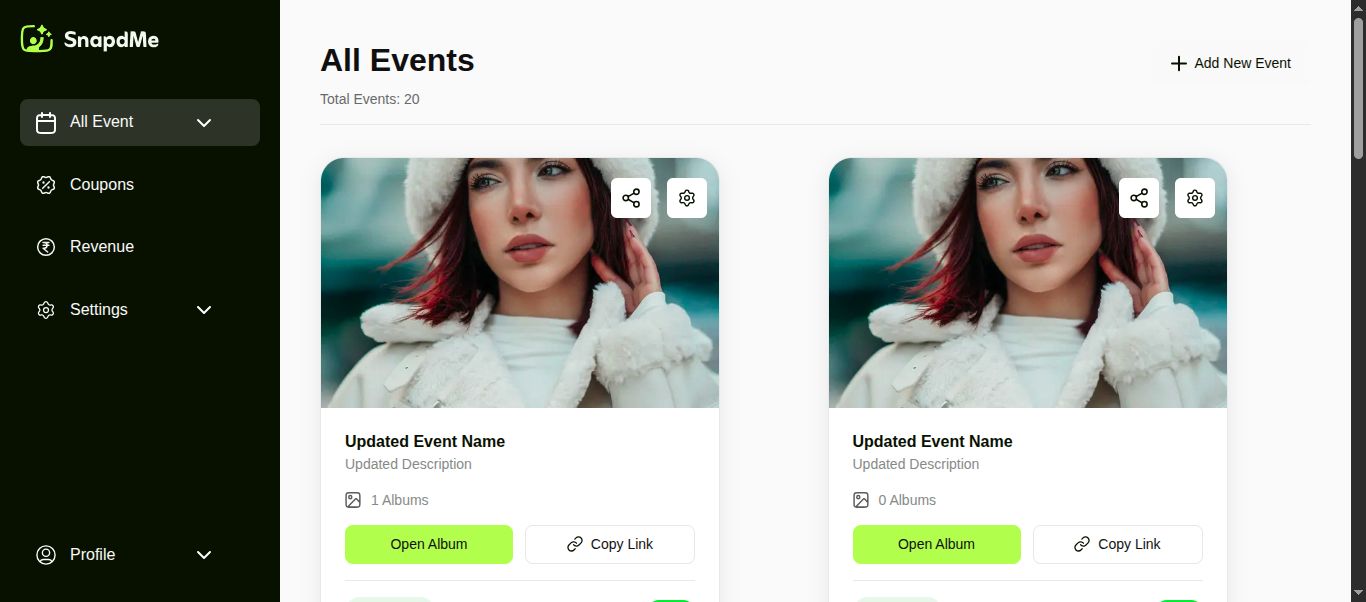 SnapdMe
All Event
Coupons
Revenue
Settings
Profile
All Events
Total Events: 20
Add New Event
Updated Event Name
Updated Description
1 Albums
Open Album
Copy Link
Updated Event Name
Updated Description
0 Albums
Open Album
Copy Link